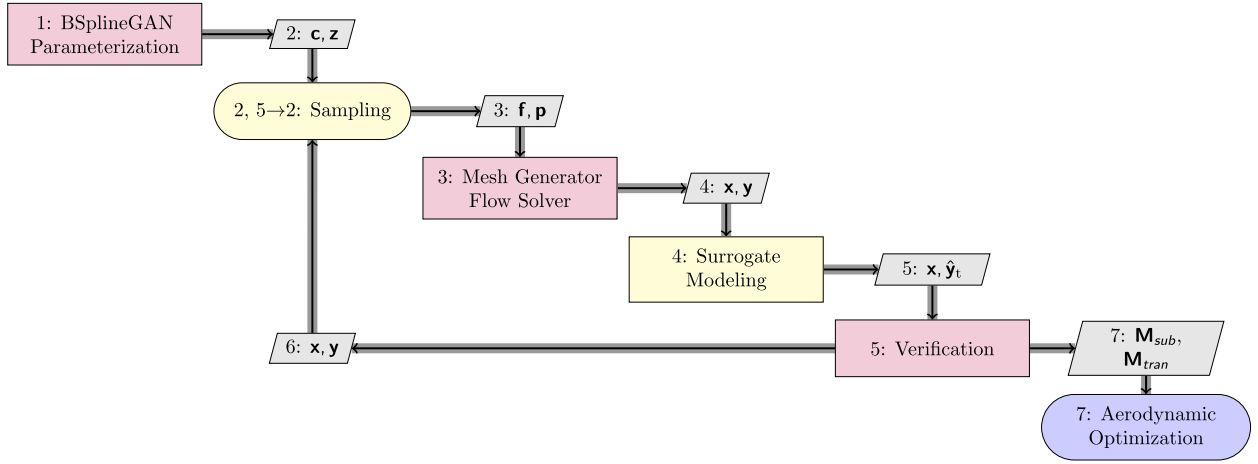 1: BSplineGAN
Parameterization
2: c, z
2, 5→2: Sampling
3: f, p
3: Mesh Generator
Flow Solver
4: x, y
4: Surrogate
Modeling
5: x, ŷt
5: Verification
6: x, y
7: Msub,
Mtran
7: Aerodynamic
Optimization